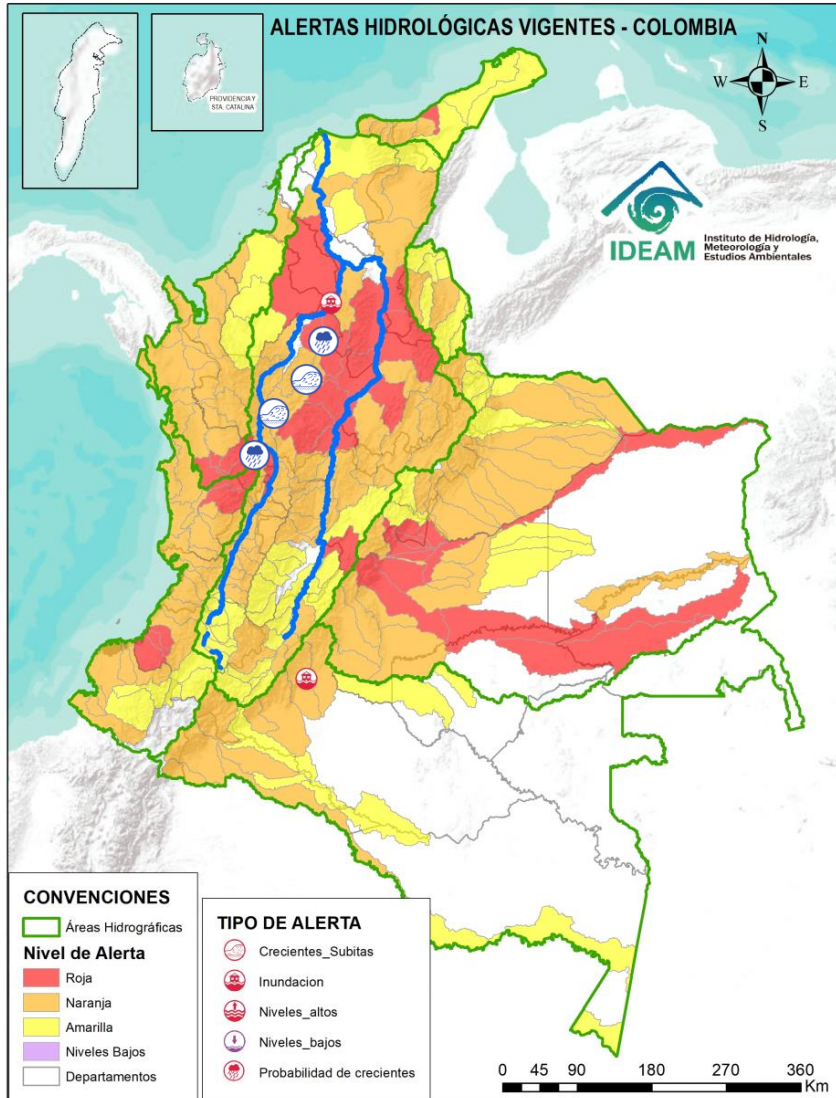 ALERTAS HIDROLÓGICAS VIGENTES - COLOMBIA
PROVIDENCIA Y
STA. CATALINA
N
W
E
S
IDEAM
Instituto de Hidrología,
Meteorología y
Estudios Ambientales
CONVENCIONES
Áreas Hidrográficas
Nivel de Alerta
Roja
Naranja
Amarilla
Niveles Bajos
Departamentos
TIPO DE ALERTA
Crecientes_Subitas
Inundacion
Niveles_altos
Niveles_bajos
Probabilidad de crecientes
0 45 90 180 270 360
Km